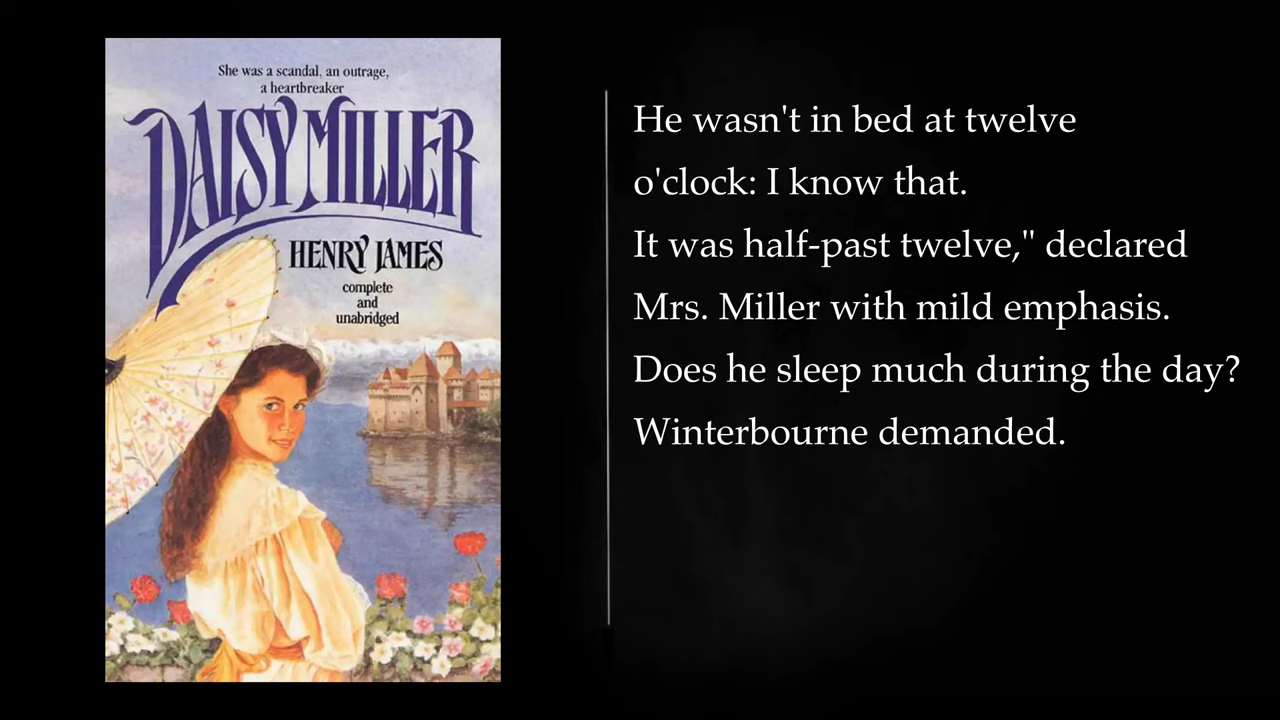 She was a scandal, an outrage,
a heartbreaker
DAISY MILLER
HENRY JAMES
complete
and
unabridged
He wasn't in bed at twelve
o'clock: I know that.
It was half-past twelve," declared
Mrs. Miller with mild emphasis.
Does he sleep much during the day?
Winterbourne demanded.